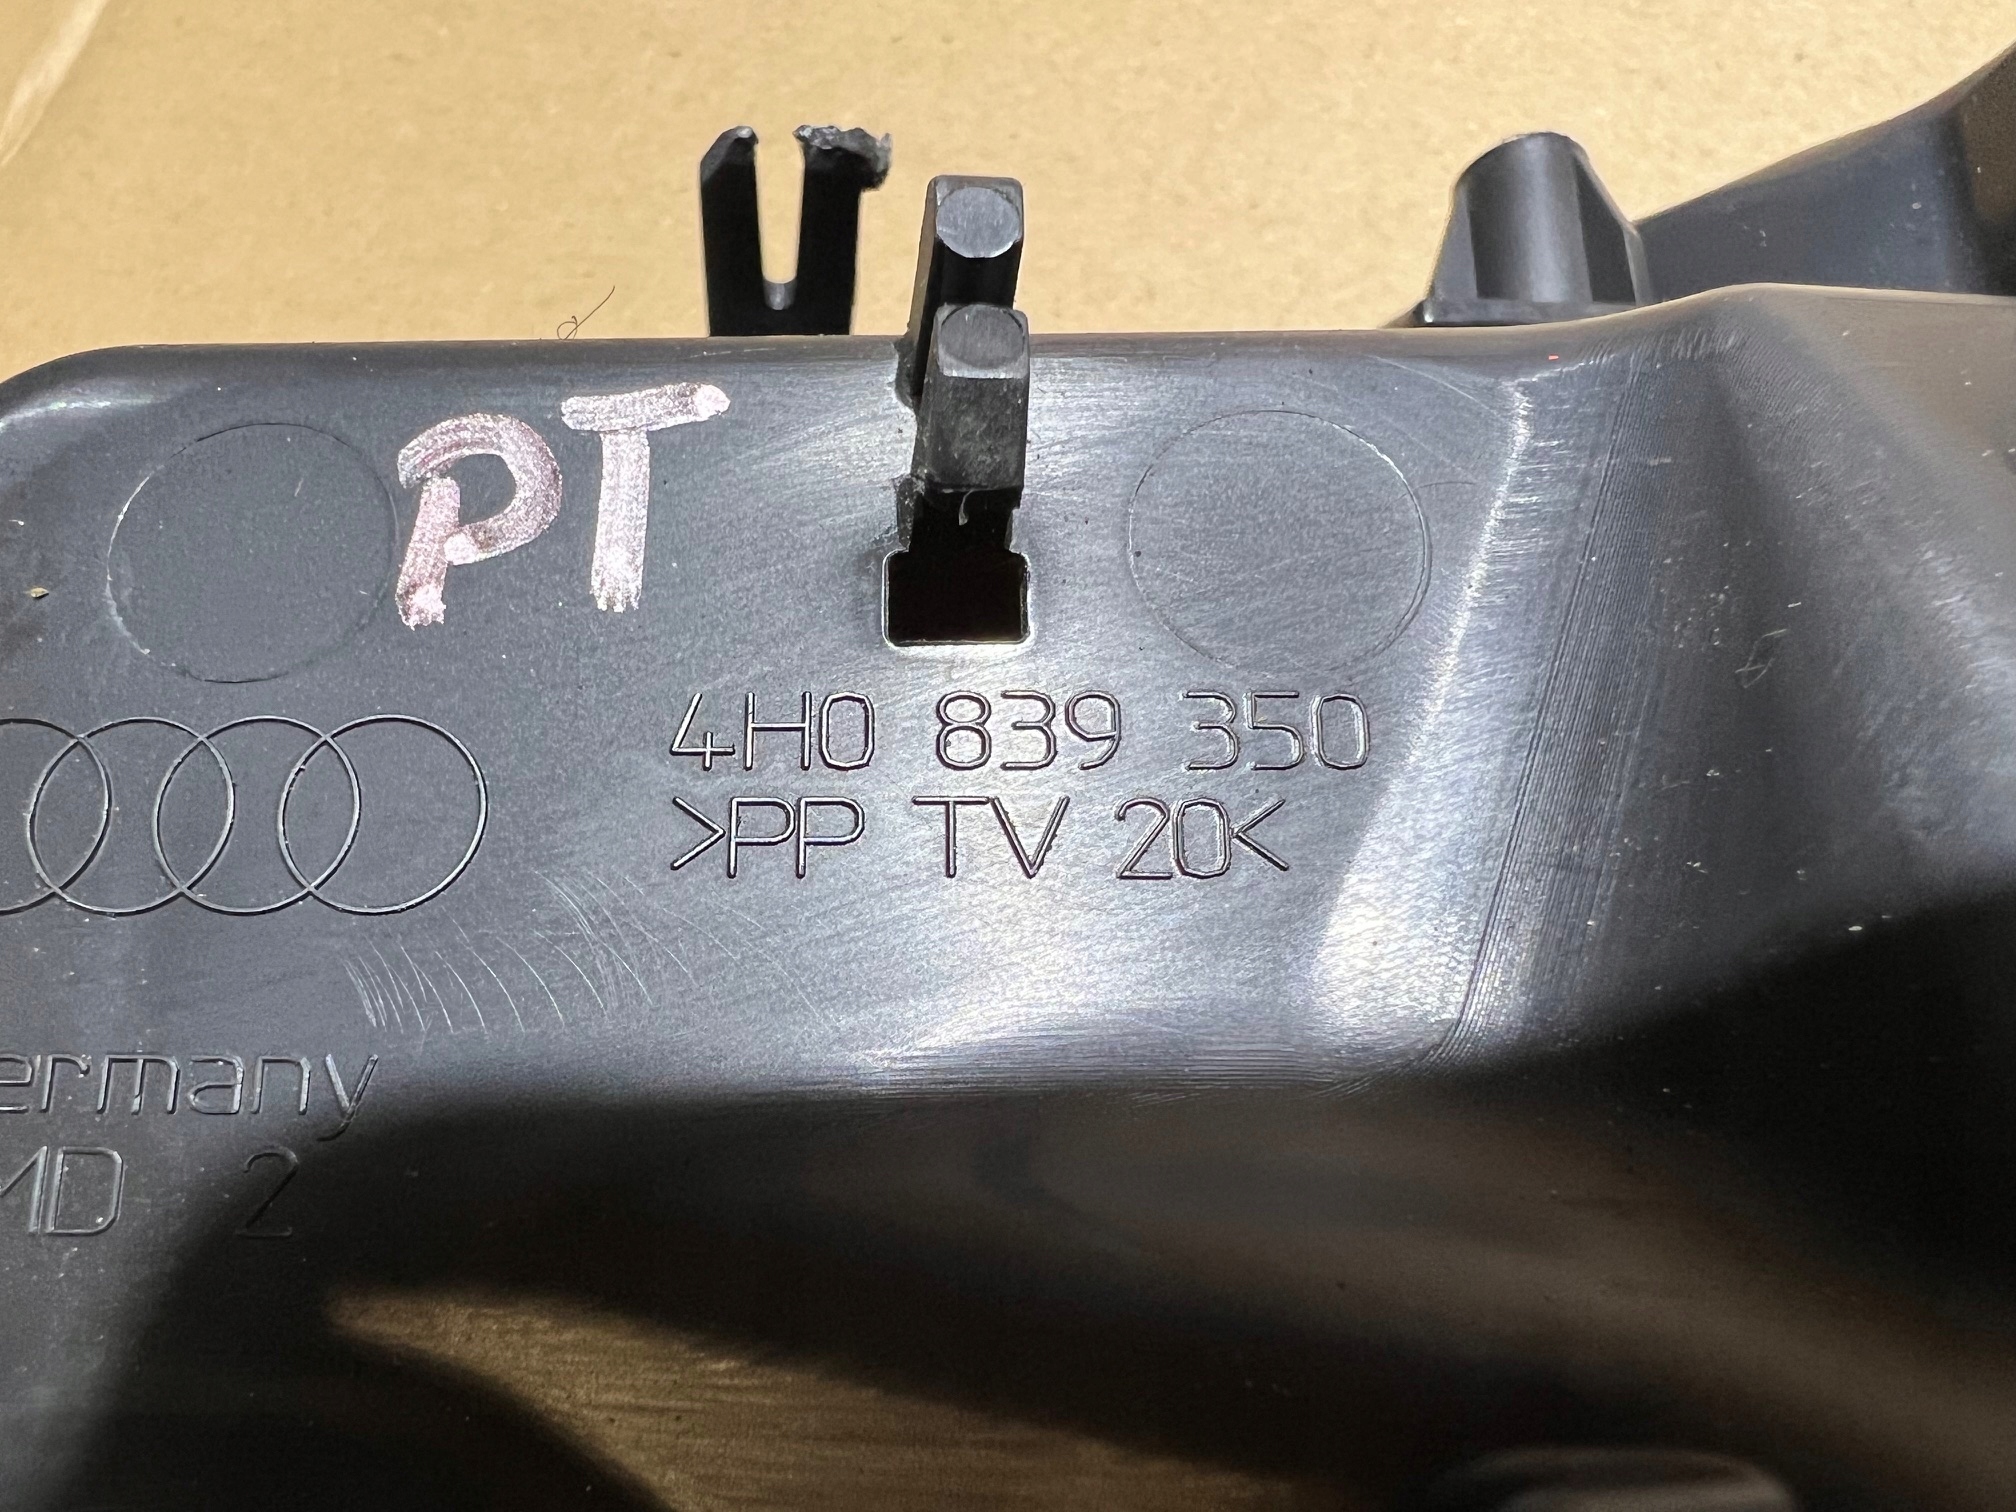 PT
4H0 839 350
>PP TV 20<
ermany
MD 2